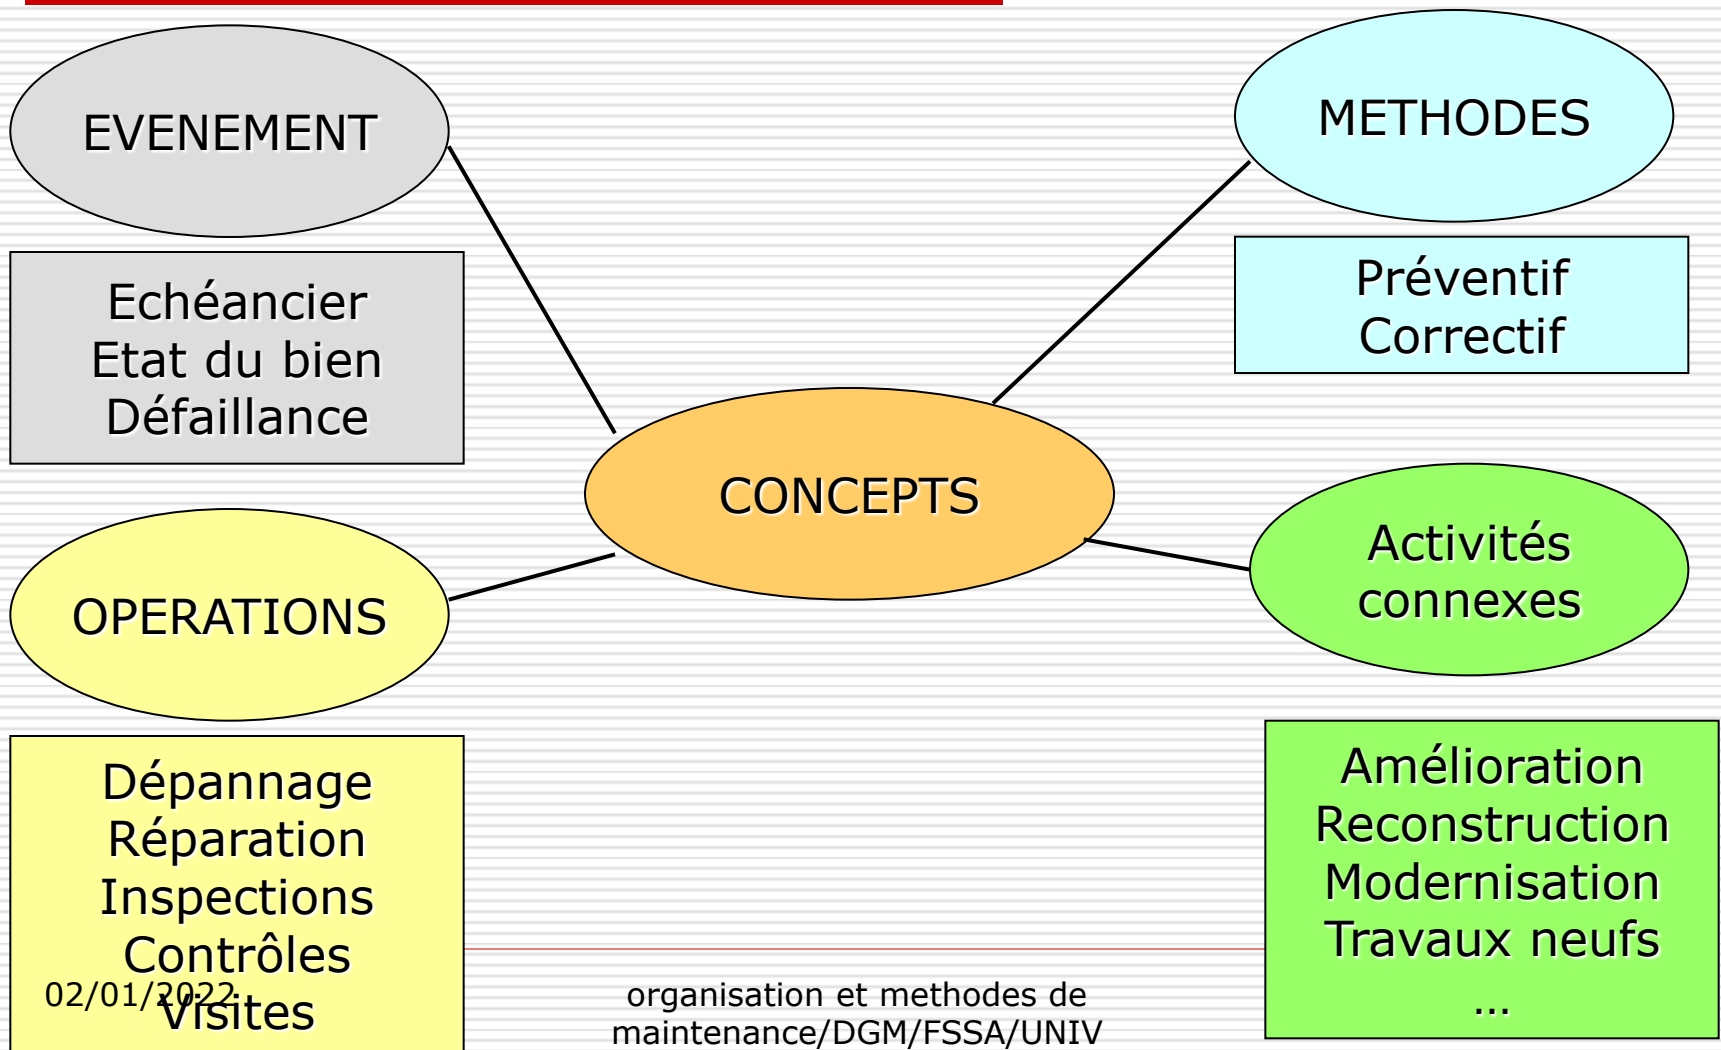 EVENEMENT
Echéancier
Etat du bien
Défaillance
METHODES
Préventif
Correctif
CONCEPTS
OPERATIONS
Dépannage
Réparation
Inspections
Contrôles
Visites
Activités
connexes
Amélioration
Reconstruction
Modernisation
Travaux neufs
...
02/01/2022
organisation et methodes de
maintenance/DGM/FSSA/UNIV